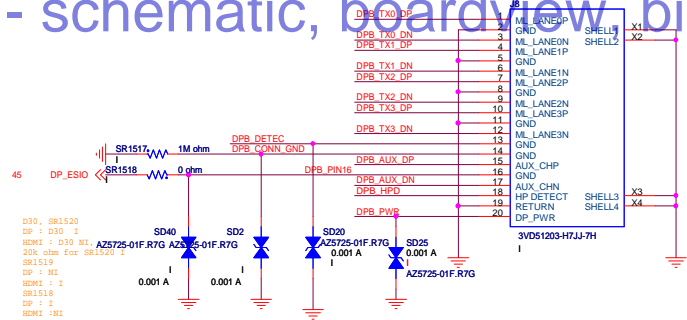 - schematic, boardview, bi
J8
DPB_TX0_DP 1 ML_LANE0P
2 GND SHELL1 X1
DPB_TX0_DN 3 ML_LANE0N SHELL2 X2
DPB_TX1_DP 4 ML_LANE1P
5 GND
DPB_TX1_DN 6 ML_LANE1N
DPB_TX2_DP 7 ML_LANE2P
8 GND
DPB_TX2_DN 9 ML_LANE2N
DPB_TX3_DP 10 ML_LANE3P
11 GND
DPB_TX3_DN 12 ML_LANE3N
DPB_DETEC 13 GND
SR1517 1M ohm DPB_CONN_GND 14 GND
I
DPB_AUX_DP 15 AUX_CHP
45 DP_ESIO SR1518 0 ohm DPB_PIN16 16 GND
I
DPB_AUX_DN 17 AUX_CHN
DPB_HPD 18 HP DETECT SHELL3 X3
19 RETURN SHELL4 X4
DPB_PWR 20 DP_PWR
3VD51203-H7JJ-7H
I
D30, SR1520
DP : D30 I
HDMI : D30 NI,
20k ohm for SR1520 I
SR1519
DP : NI
HDMI : I
SR1518
DP : I
HDMI :NI
SD40
AZ5725-01F.R7G
I
0.001 A
SD2
AZ5725-01F.R7G
I
0.001 A
SD20
AZ5725-01F.R7G
0.001 A
I
SD25
0.001 A
I
AZ5725-01F.R7G